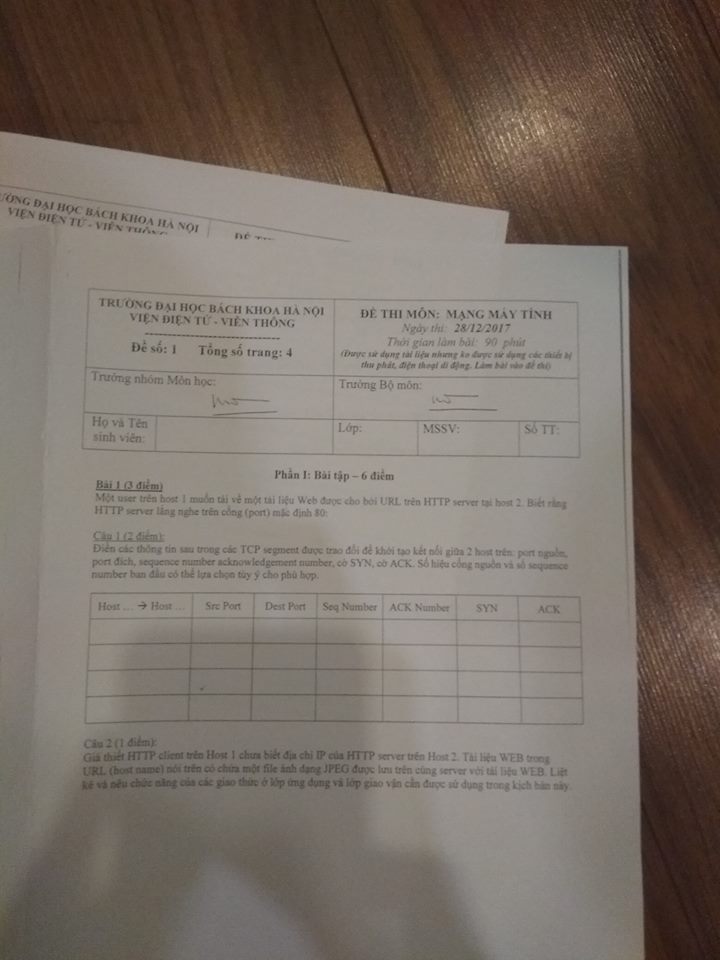 TRƯỜNG ĐẠI HỌC BÁCH KHOA HÀ NỘI
VIỆN ĐIỆN TỬ - VIỄN THÔNG
TRƯỜNG ĐẠI HỌC BÁCH KHOA HÀ NỘI
VIỆN ĐIỆN TỬ - VIỄN THÔNG
Đề số: 1 Tổng số trang: 4
ĐỀ THI MÔN: MẠNG MÁY TÍNH
Ngày thi: 28/12/2017
Thời gian làm bài: 90 phút
(Được sử dụng tài liệu nhưng ko được sử dụng các thiết bị
thu phát, điện thoại di động. Làm bài vào đề thi)
Trưởng nhóm Môn học:
Trưởng Bộ môn:
Họ và Tên
sinh viên:
Lớp:
MSSV:
Số TT:
Phần I: Bài tập – 6 điểm
Bài 1 (3 điểm)
Một user trên host 1 muốn tải về một tài liệu Web được cho bởi URL trên HTTP server tại host 2. Biết rằng
HTTP server lắng nghe trên cổng (port) mặc định 80:
Câu 1 (2 điểm):
Điền các thông tin sau trong các TCP segment được trao đổi để khởi tạo kết nối giữa 2 host trên: port nguồn,
port đích, sequence number acknowledgement number, cờ SYN, cờ ACK. Số hiệu cổng nguồn và số sequence
number ban đầu có thể lựa chọn tùy ý cho phù hợp.
Host ... → Host ... Src Port Dest Port Seq Number ACK Number SYN ACK
Câu 2 (1 điểm):
Giả thiết HTTP client trên Host 1 chưa biết địa chỉ IP của HTTP server trên Host 2. Tài liệu WEB trong
URL (host name) nói trên có chứa một file ảnh dạng JPEG được lưu trên cùng server với tài liệu WEB. Liệt
kê và nêu chức năng của các giao thức ở lớp ứng dụng và lớp giao vận cần được sử dụng trong kịch bản này.